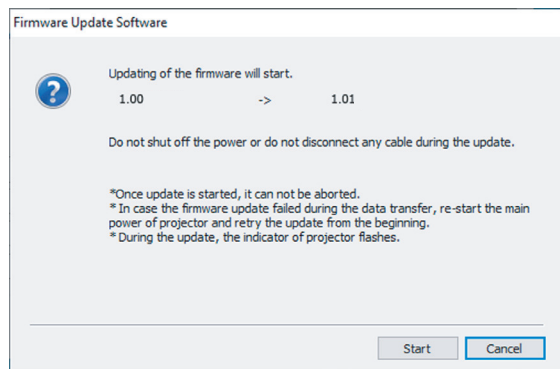 Firmware Update Software
Updating of the firmware will start.
1.00 -> 1.01
Do not shut off the power or do not disconnect any cable during the update.
*Once update is started, it can not be aborted.
* In case the firmware update failed during the data transfer, re-start the main
power of projector and retry the update from the beginning.
* During the update, the indicator of projector flashes.
Start Cancel